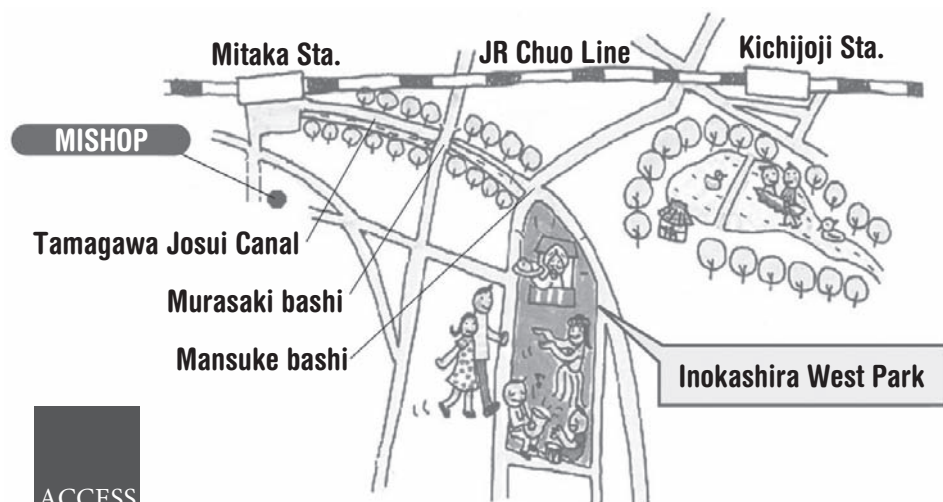 Mitaka Sta.
JR Chuo Line
Kichijoji Sta.
MISHOP
Tamagawa Josui Canal
Murasaki bashi
Mansuke bashi
Inokashira West Park
ACCESS